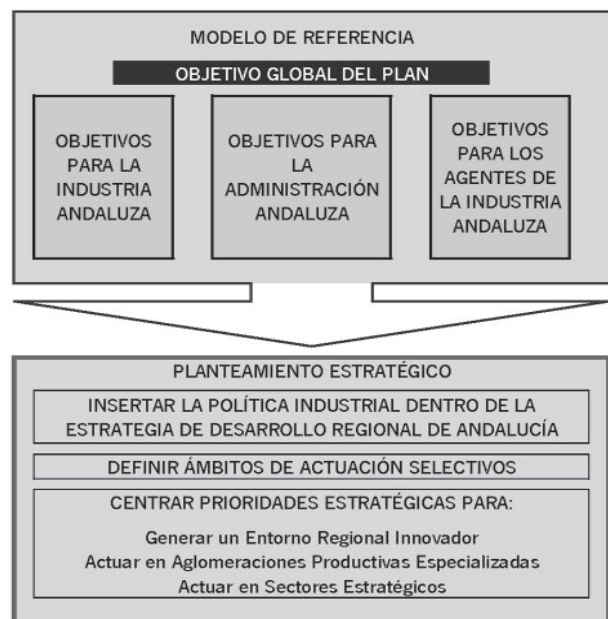 MODELO DE REFERENCIA
OBJETIVO GLOBAL DEL PLAN
OBJETIVOS
PARA LA
INDUSTRIA
ANDALUZA
OBJETIVOS PARA
LA
ADMINISTRACIÓN
ANDALUZA
OBJETIVOS
PARA LOS
AGENTES DE
LA INDUSTRIA
ANDALUZA
PLANTEAMIENTO ESTRATÉGICO
INSERTAR LA POLÍTICA INDUSTRIAL DENTRO DE LA
ESTRATEGIA DE DESARROLLO REGIONAL DE ANDALUCÍA
DEFINIR ÁMBITOS DE ACTUACIÓN SELECTIVOS
CENTRAR PRIORIDADES ESTRATÉGICAS PARA:
Generar un Entorno Regional Innovador
Actuar en Aglomeraciones Productivas Especializadas
Actuar en Sectores Estratégicos